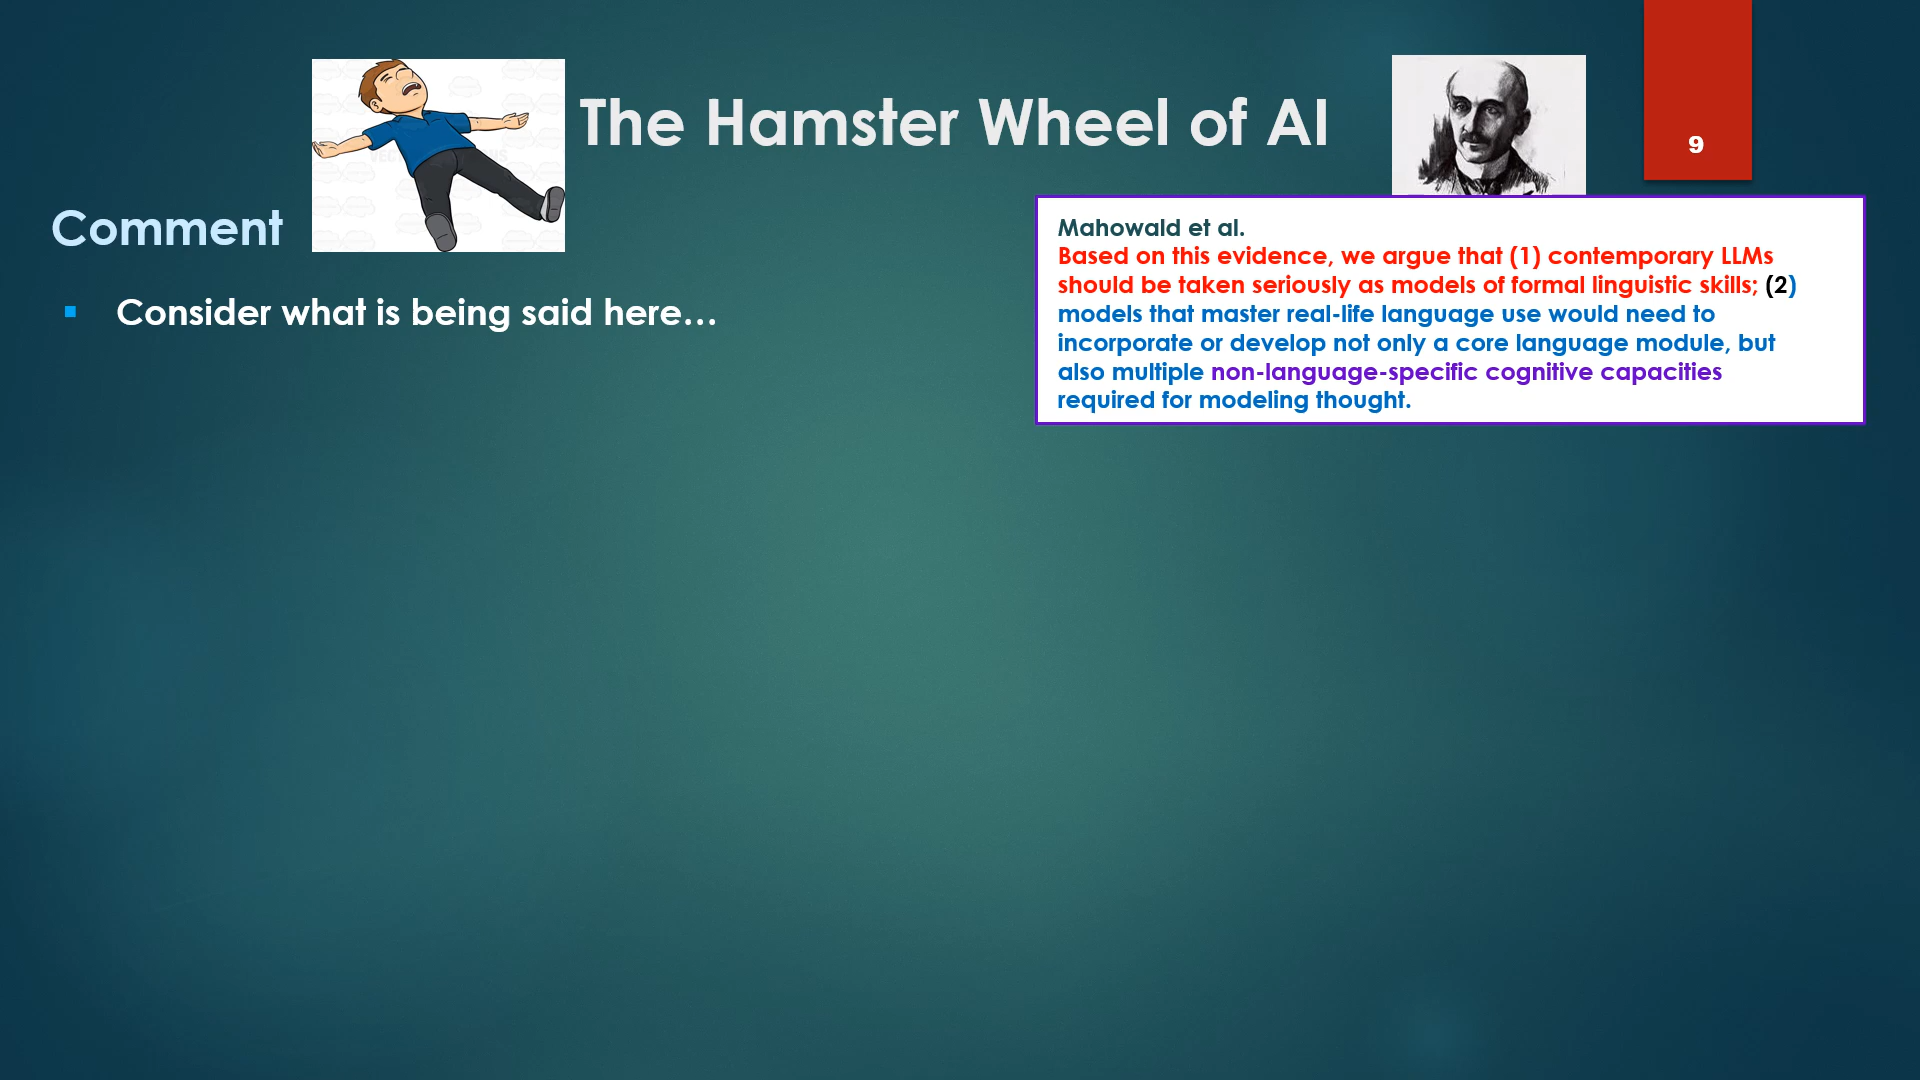 The Hamster Wheel of AI
9
Comment
Consider what is being said here…
Mahowald et al.
Based on this evidence, we argue that (1) contemporary LLMs
should be taken seriously as models of formal linguistic skills; (2)
models that master real-life language use would need to
incorporate or develop not only a core language module, but
also multiple non-language-specific cognitive capacities
required for modeling thought.